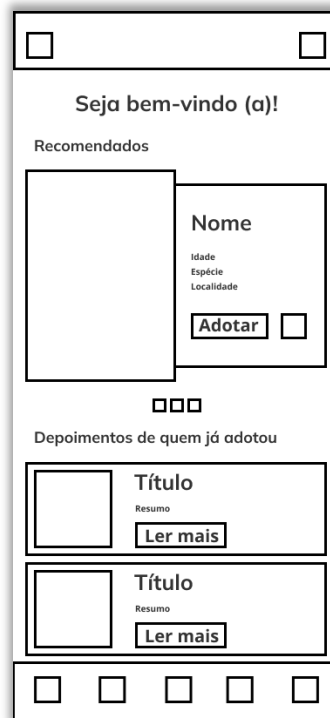 Seja bem-vindo (a)!
Recomendados
Nome
Idade
Espécie
Localidade
Adotar
Depoimentos de quem já adotou
Título
Resumo
Ler mais
Título
Resumo
Ler mais